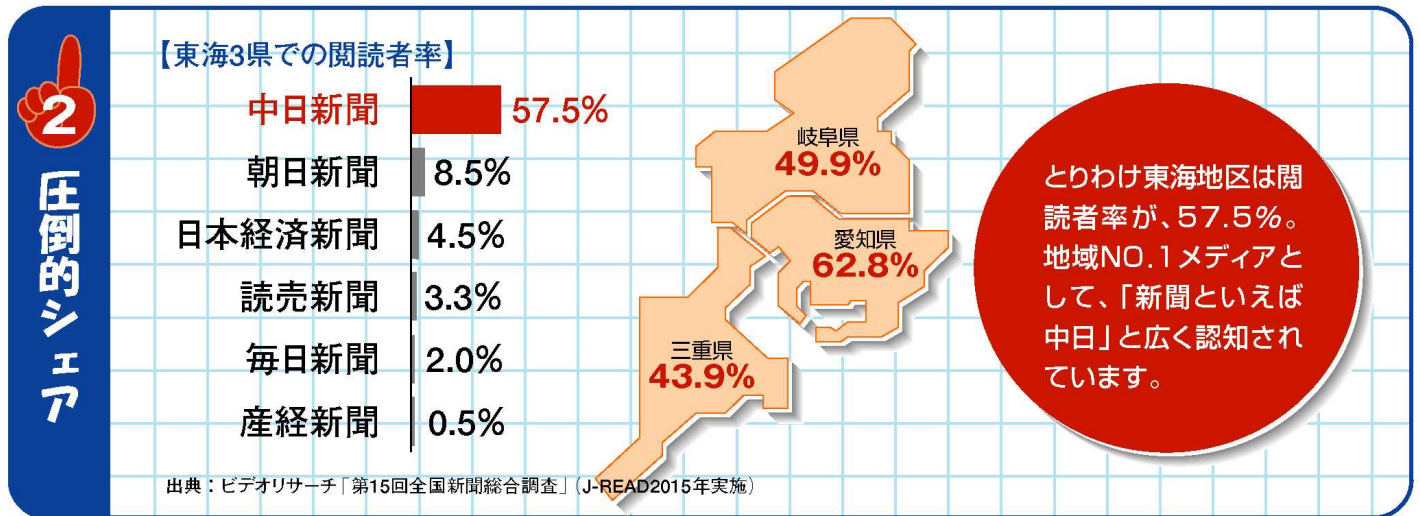 2
圧倒的シェア
【東海3県での閲読者率】
中日新聞 57.5%
朝日新聞 8.5%
日本経済新聞 4.5%
読売新聞 3.3%
毎日新聞 2.0%
産経新聞 0.5%
岐阜県
49.9%
愛知県
62.8%
三重県
43.9%
とりわけ東海地区は閲
読者率が、57.5%。
地域NO.1メディアと
して、「新聞といえば
中日」と広く認知され
ています。
出典：ビデオリサーチ「第15回全国新聞総合調査」（J-READ2015年実施）